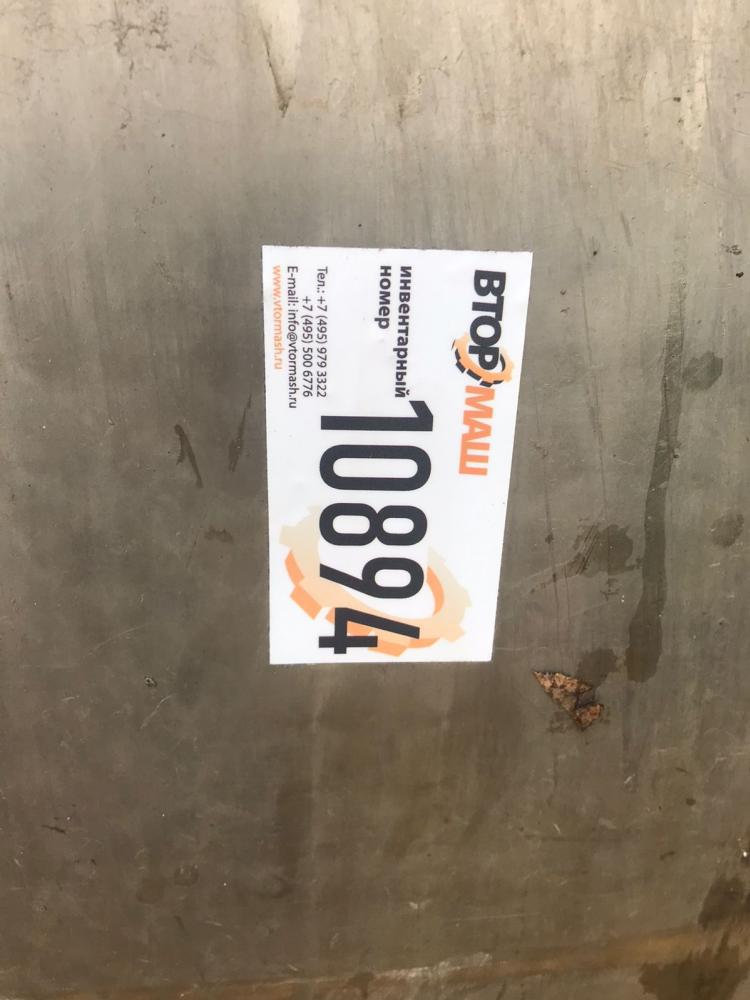 ВТОРМАШ
инвентарный
номер
10894
Тел.: +7 (495) 979 3322
+7 (495) 500 6776
E-mail: info@vtormash.ru
www.vtormash.ru